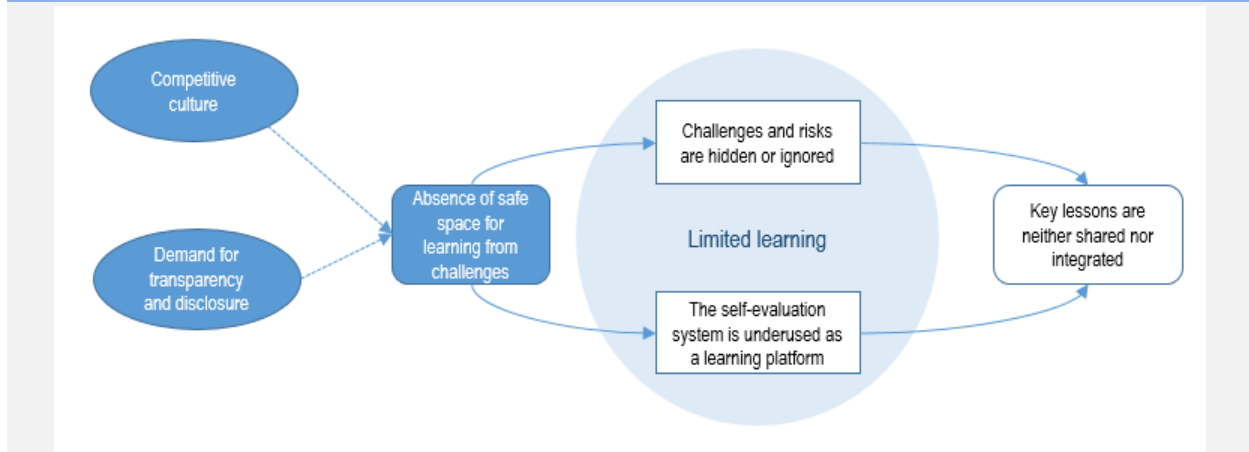 Competitive
culture
Demand for
transparency
and disclosure
Absence of safe
space for
learning from
challenges
Challenges and risks
are hidden or ignored
Limited learning
The self-evaluation
system is underused as
a learning platform
Key lessons are
neither shared nor
integrated